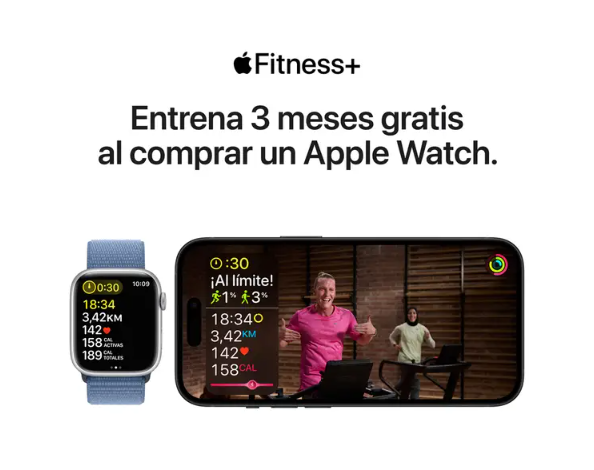 Fitness+
Entrena 3 meses gratis
al comprar un Apple Watch.
0:30
10:09
18:34
3,42KM
142
158 CAL ACTIVAS
189 CAL TOTALES
:30
¡Al límite!
1% 3%
18:34
3,42KM
142
158CAL